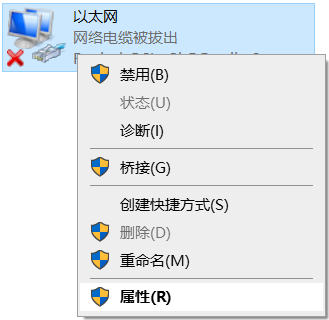 以太网
网络电缆被拔出
禁用(B)
状态(U)
诊断(I)
桥接(G)
创建快捷方式(S)
删除(D)
重命名(M)
属性(R)